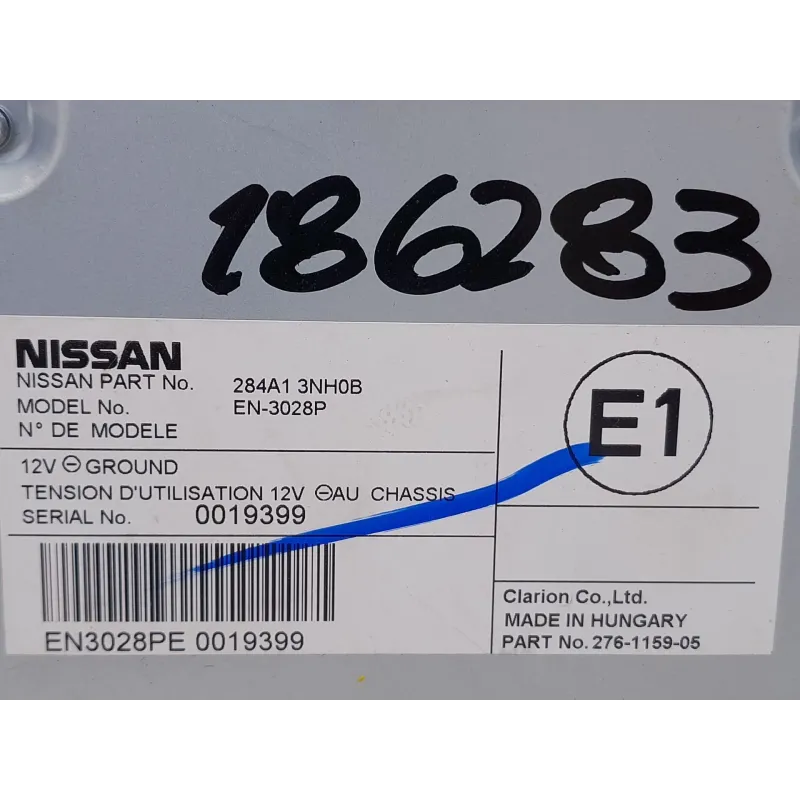 186283
NISSAN
NISSAN PART No. 284A1 3NH0B
MODEL No. EN-3028P
N° DE MODELE
12V ⊖ GROUND
TENSION D'UTILISATION 12V ⊖AU CHASSIS
SERIAL No. 0019399
EN3028PE 0019399
E1
Clarion Co.,Ltd.
MADE IN HUNGARY
PART No. 276-1159-05